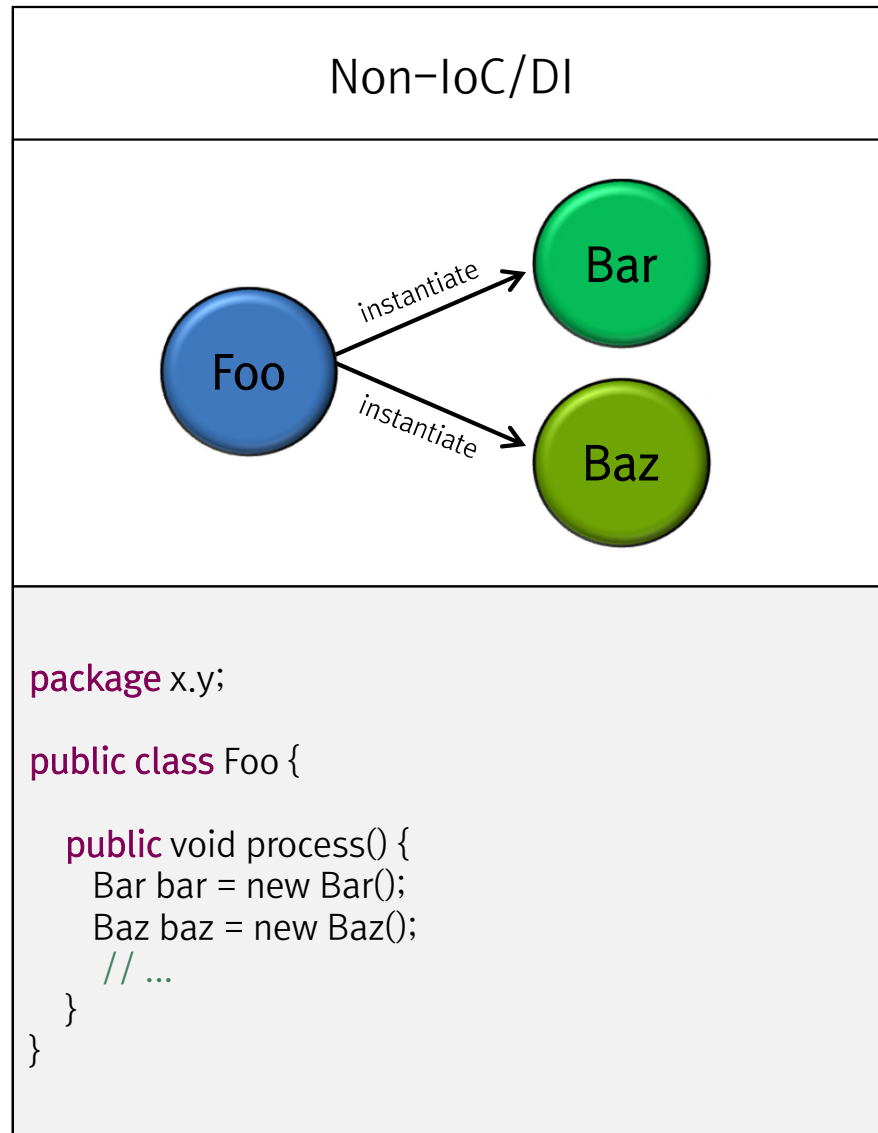 Non-IoC/DI
Bar
instantiate
Foo
instantiate
Baz
package x.y;
public class Foo {
public void process() {
Bar bar = new Bar();
Baz baz = new Baz();
// ...
}
}